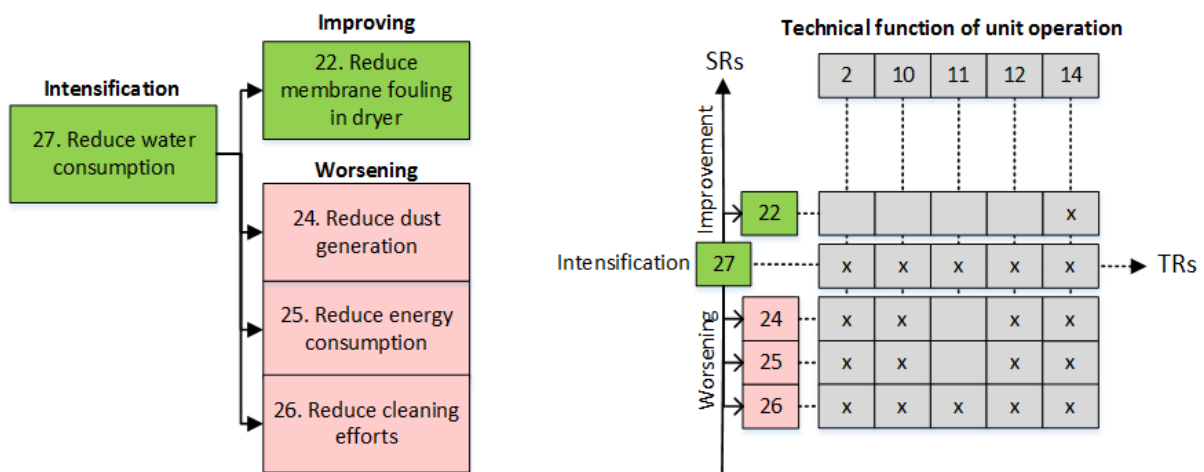 Improving
22. Reduce
membrane fouling
in dryer
Intensification
27. Reduce water
consumption
Worsening
24. Reduce dust
generation
25. Reduce energy
consumption
26. Reduce cleaning
efforts
Technical function of unit operation
SRs
2 10 11 12 14
Improvement
22 x
Intensification 27 x x x x x TRs
Worsening
24 x x x x
25 x x x x
26 x x x x x